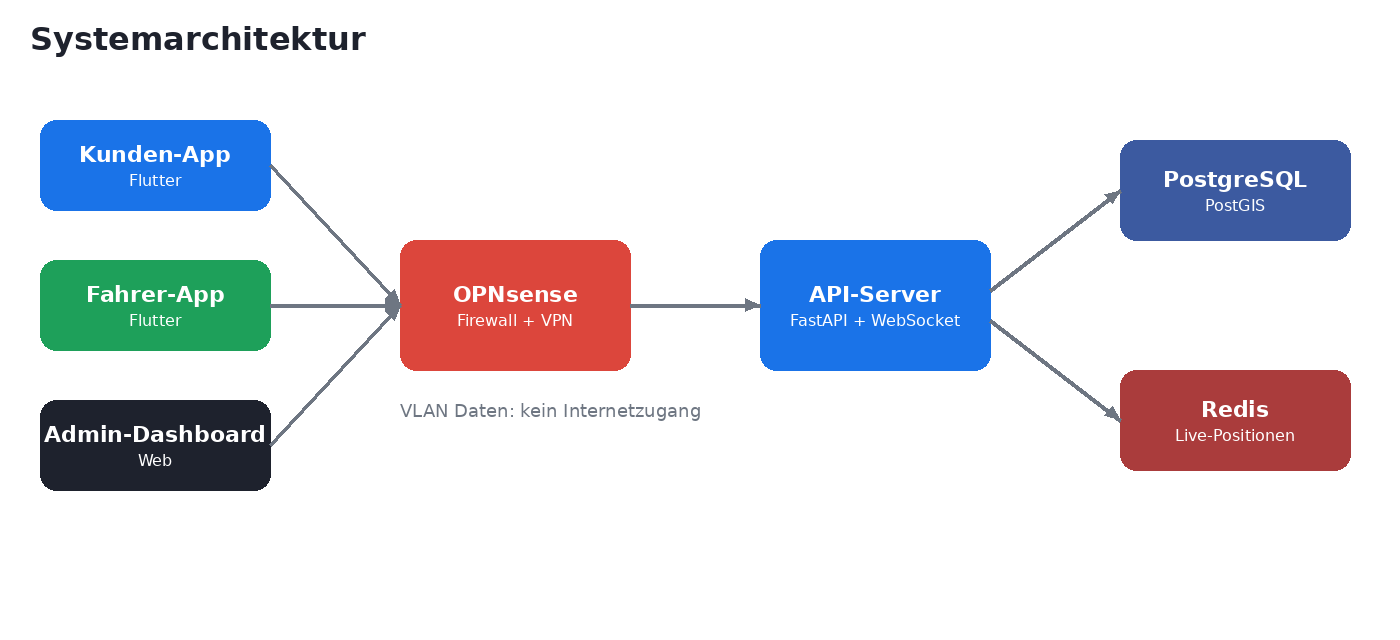 Systemarchitektur
Kunden-App
Flutter
Fahrer-App
Flutter
Admin-Dashboard
Web
OPNsense
Firewall + VPN
VLAN Daten: kein Internetzugang
API-Server
FastAPI + WebSocket
PostgreSQL
PostGIS
Redis
Live-Positionen